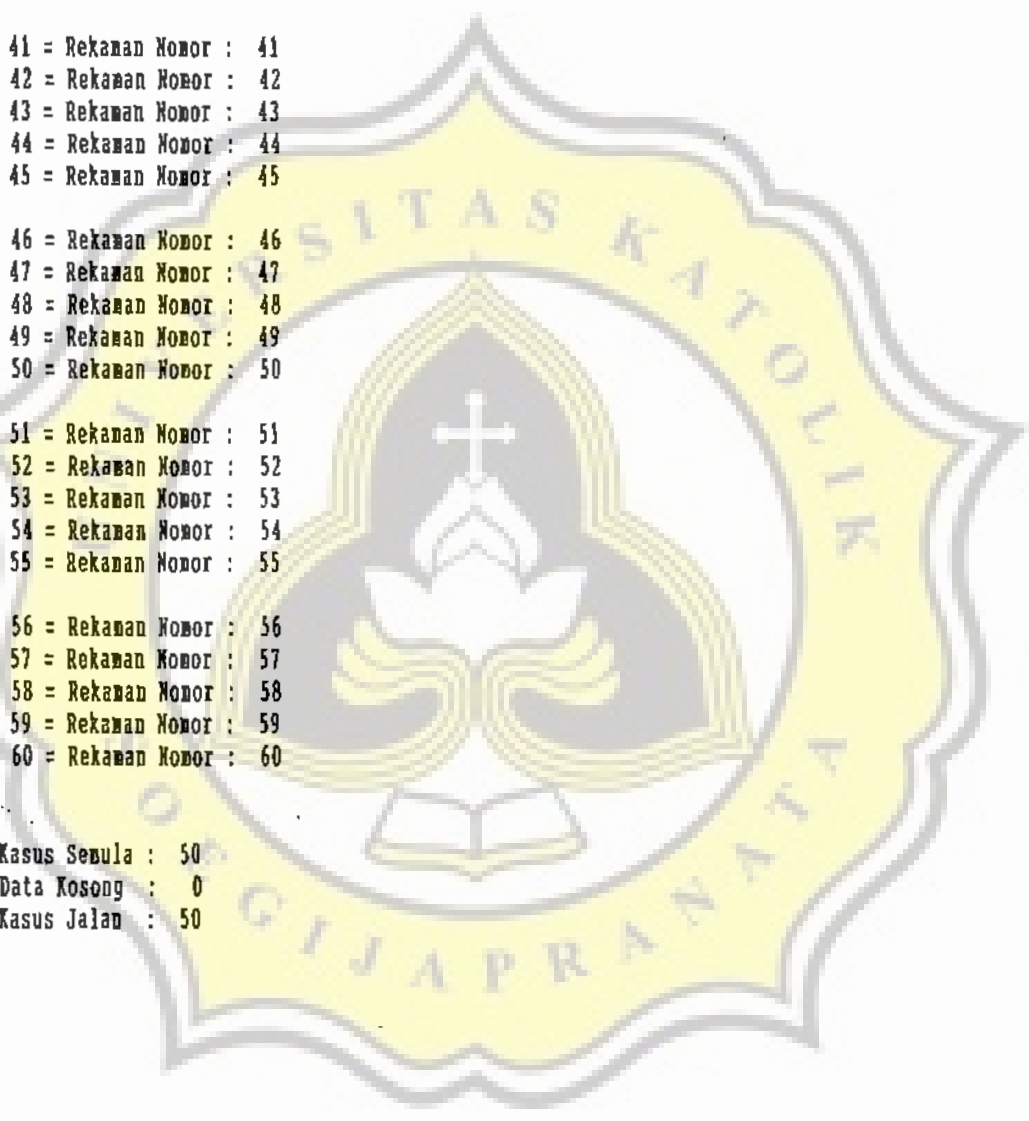 41 = Rekaman Nomor : 41
42 = Rekaman Nomor : 42
43 = Rekaman Nomor : 43
44 = Rekaman Nomor : 44
45 = Rekaman Nomor : 45
46 = Rekaman Nomor : 46
47 = Rekaman Nomor : 47
48 = Rekaman Nomor : 48
49 = Rekaman Nomor : 49
50 = Rekaman Nomor : 50
51 = Rekaman Nomor : 51
52 = Rekaman Nomor : 52
53 = Rekaman Nomor : 53
54 = Rekaman Nomor : 54
55 = Rekaman Nomor : 55
56 = Rekaman Nomor : 56
57 = Rekaman Nomor : 57
58 = Rekaman Nomor : 58
59 = Rekaman Nomor : 59
60 = Rekaman Nomor : 60
Kasus Semula : 50
Data Kosong : 0
Kasus Jalan : 50
KATOLIK
GIJAPRANATA